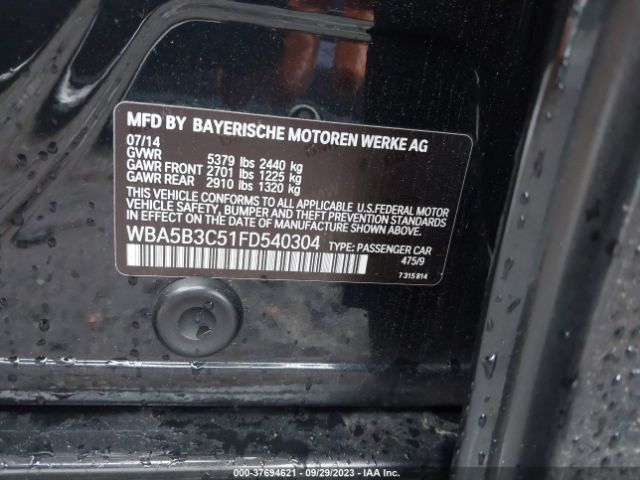 MFD BY BAYERISCHE MOTOREN WERKE AG
07/14
GVWR 5379 lbs 2440 kg
GAWR FRONT 2701 lbs 1225 kg
GAWR REAR 2910 lbs 1320 kg
THIS VEHICLE CONFORMS TO ALL APPLICABLE U.S.FEDERAL MOTOR
VEHICLE SAFETY, BUMPER AND THEFT PREVENTION STANDARDS
IN EFFECT ON THE DATE OF MANUFACTURE SHOWN ABOVE.
WBA5B3C51FD540304 TYPE: PASSENGER CAR
475/9
7 315 814
000-37694621 - 09/29/2023 - IAA Inc.